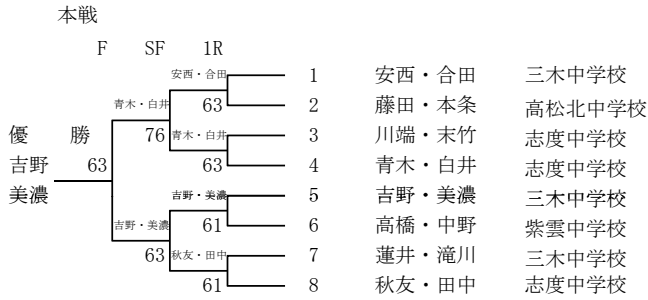 本戦
F SF 1R
安西・合田 1 安西・合田 三木中学校
青木・白井 63 2 藤田・本条 高松北中学校
優勝 76 青木・白井 3 川端・末竹 志度中学校
吉野 63 63 4 青木・白井 志度中学校
美濃 吉野・美濃 5 吉野・美濃 三木中学校
吉野・美濃 61 6 高橋・中野 紫雲中学校
63 秋友・田中 7 蓮井・滝川 三木中学校
61 8 秋友・田中 志度中学校